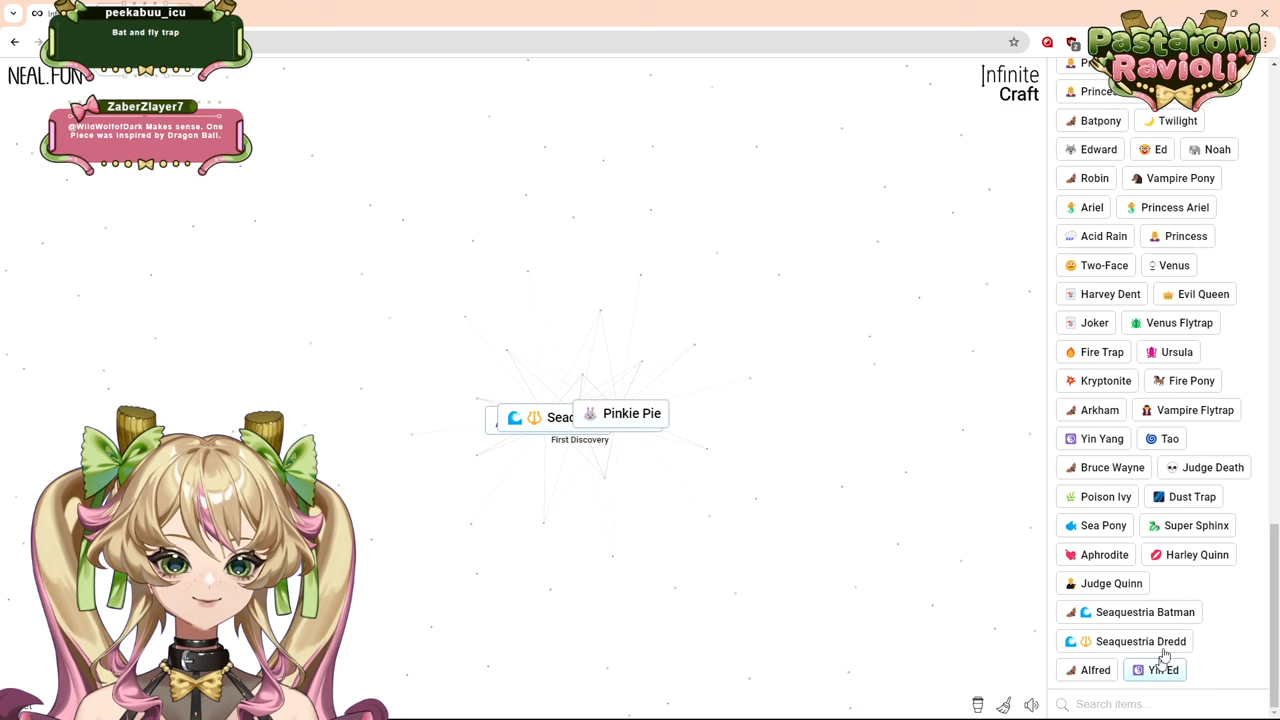 peekabuu_icu
Bat and fly trap
NEAL.FUN
ZaberZlayer7
@WildWolfofDark Makes sense. One
Piece was inspired by Dragon Ball.
Pastaroni
Ravioli
2
Infinite
Craft
Princess
Batpony
Twilight
Edward
Ed
Noah
Robin
Vampire Pony
Ariel
Princess Ariel
Acid Rain
Princess
Two-Face
Venus
Harvey Dent
Evil Queen
Joker
Venus Flytrap
Fire Trap
Ursula
Kryptonite
Fire Pony
Arkham
Vampire Flytrap
Yin Yang
Tao
Bruce Wayne
Judge Death
Poison Ivy
Dust Trap
Sea Pony
Super Sphinx
Aphrodite
Harley Quinn
Judge Quinn
Seaquestria Batman
Seaquestria Dredd
Alfred
Yin Ed
Search items...
Pinkie Pie
First Discovery